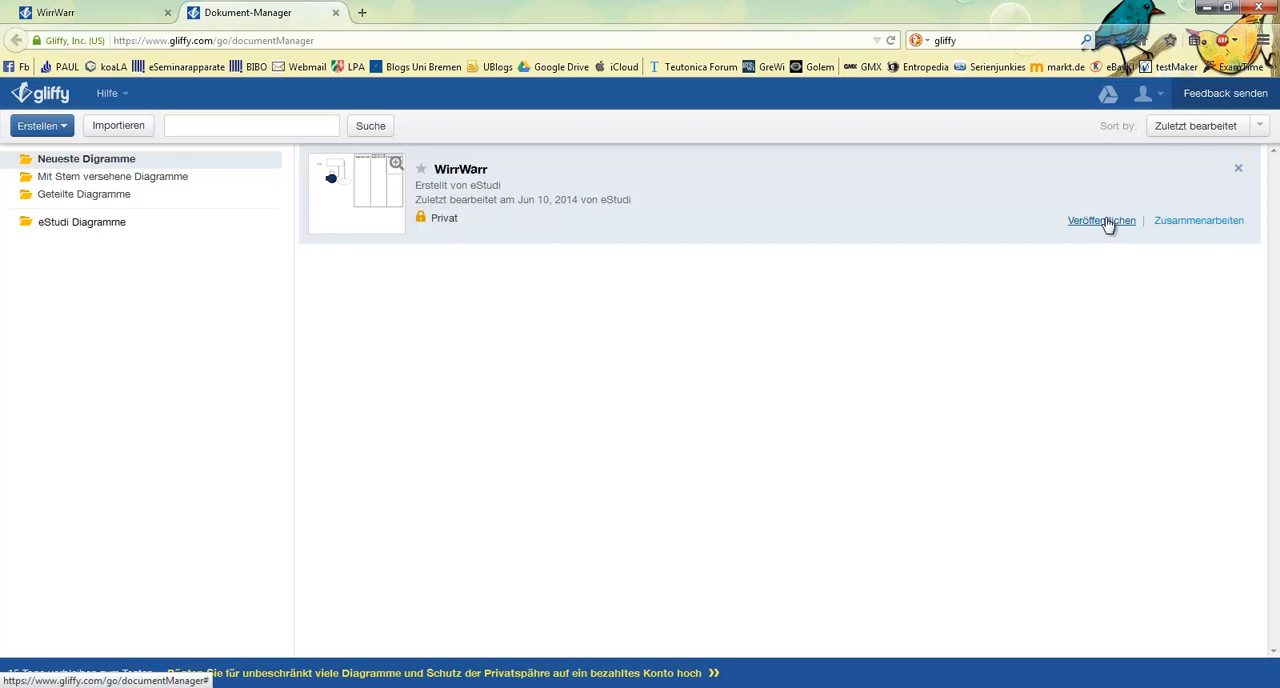 WirrWarr × Dokument-Manager × +
Gliffy, Inc. (US) https://www.gliffy.com/go/documentManager gliffy
Fb PAUL koaLA eSeminarapparate BIBO Webmail LPA Blogs Uni Bremen UBlogs Google Drive iCloud Teutonica Forum GreWi Golem GMX Entropedia Serienjunkies markt.de eBayKl testMaker ExamTime
gliffy Hilfe Feedback senden
Erstellen Importieren Suche Sort by: Zuletzt bearbeitet
Neueste Digramme
Mit Stern versehene Diagramme
Geteilte Diagramme
eStudi Diagramme
WirrWarr
Erstellt von eStudi
Zuletzt bearbeitet am Jun 10, 2014 von eStudi
Privat
Veröffentlichen | Zusammenarbeiten
Sie für unbeschränkt viele Diagramme und Schutz der Privatspähre auf ein bezahltes Konto hoch
https://www.gliffy.com/go/documentManager#